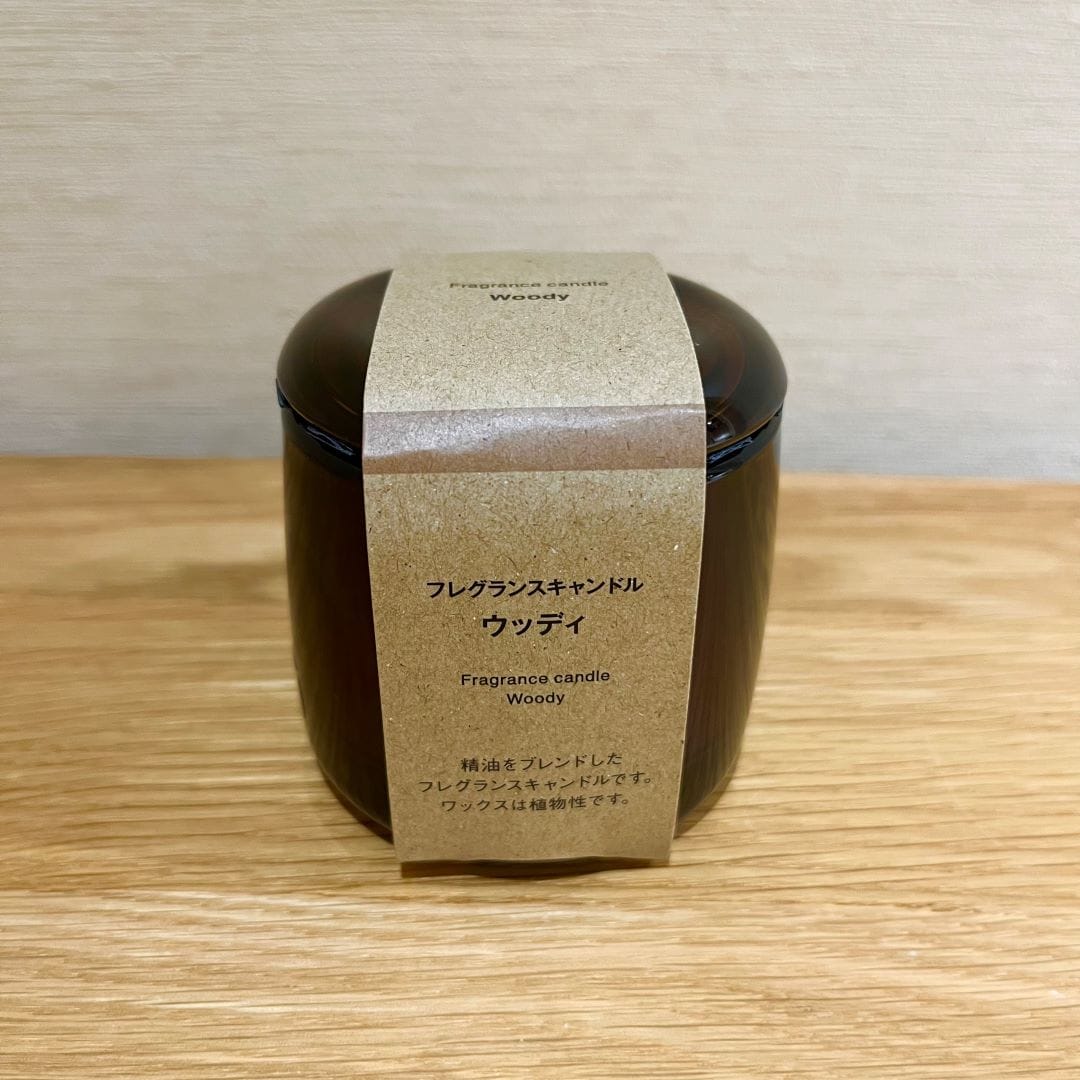 Fragrance candle
Woody
フレグランスキャンドル
ウッディ
Fragrance candle
Woody
精油をブレンドした
フレグランスキャンドルです。
ワックスは植物性です。